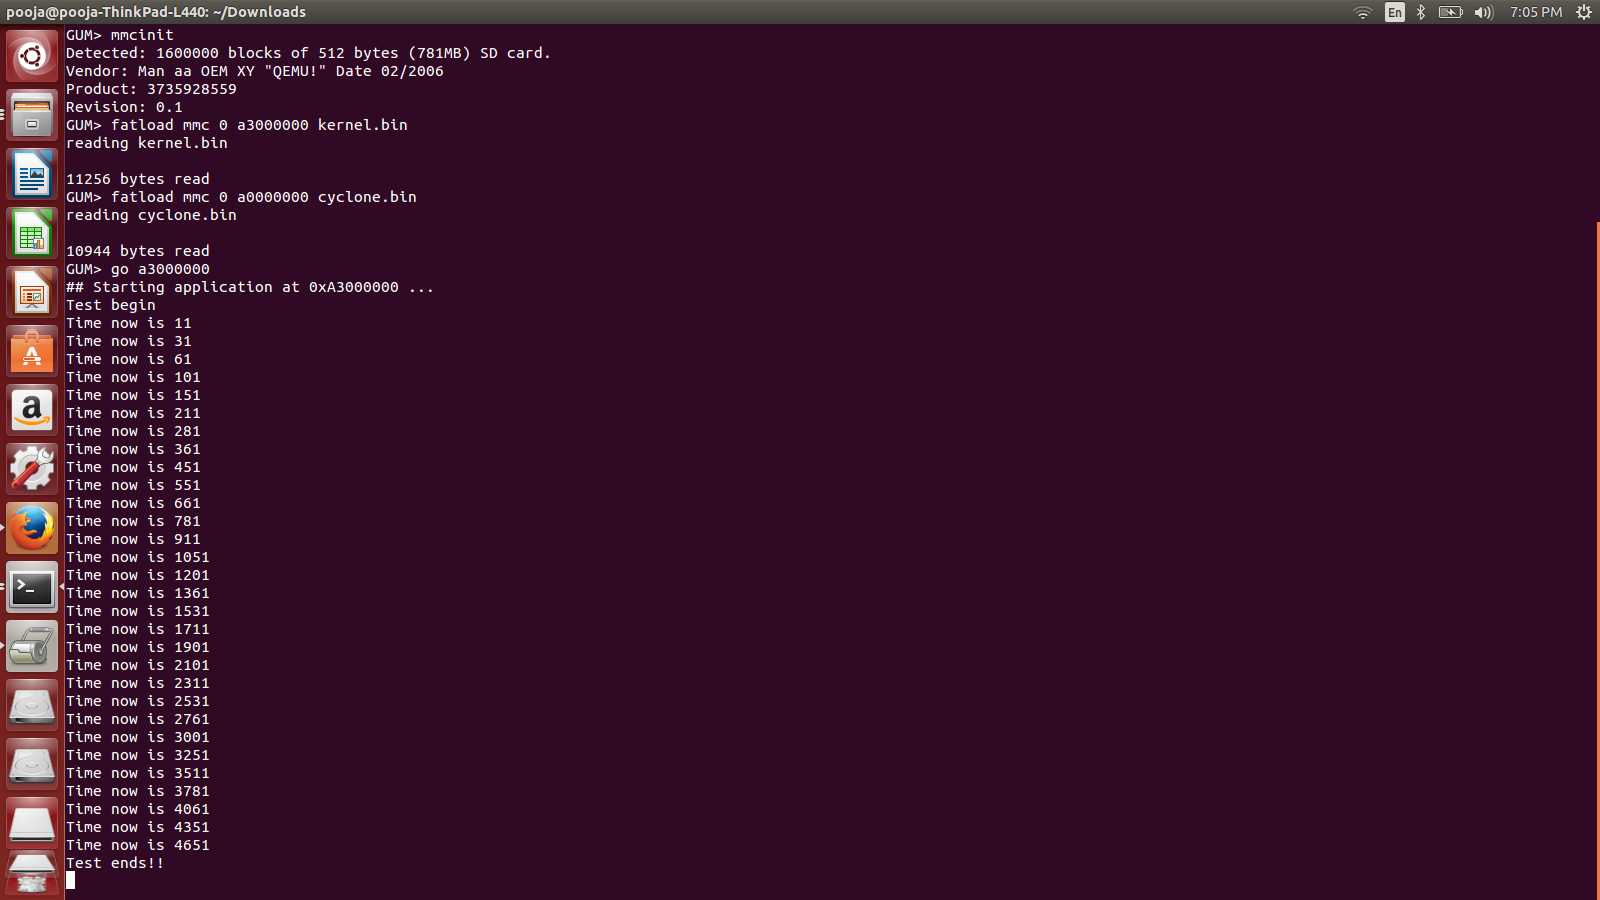 pooja@pooja-ThinkPad-L440: ~/Downloads
En
7:05 PM
GUM> mmcinit
Detected: 1600000 blocks of 512 bytes (781MB) SD card.
Vendor: Man aa OEM XY "QEMU!" Date 02/2006
Product: 3735928559
Revision: 0.1
GUM> fatload mmc 0 a3000000 kernel.bin
reading kernel.bin
11256 bytes read
GUM> fatload mmc 0 a0000000 cyclone.bin
reading cyclone.bin
10944 bytes read
GUM> go a3000000
## Starting application at 0xA3000000 ...
Test begin
Time now is 11
Time now is 31
Time now is 61
Time now is 101
Time now is 151
Time now is 211
Time now is 281
Time now is 361
Time now is 451
Time now is 551
Time now is 661
Time now is 781
Time now is 911
Time now is 1051
Time now is 1201
Time now is 1361
Time now is 1531
Time now is 1711
Time now is 1901
Time now is 2101
Time now is 2311
Time now is 2531
Time now is 2761
Time now is 3001
Time now is 3251
Time now is 3511
Time now is 3781
Time now is 4061
Time now is 4351
Time now is 4651
Test ends!!